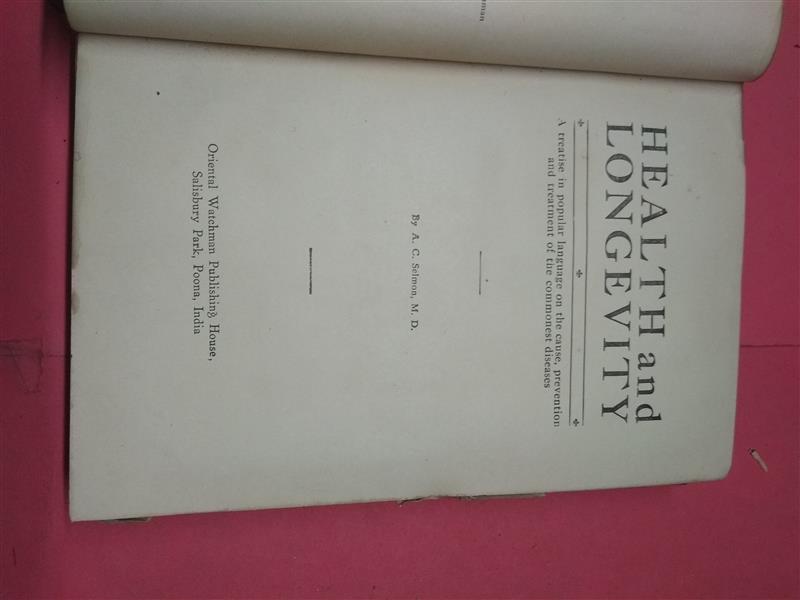 HEALTH and
LONGEVITY
A treatise in popular language on the cause, prevention
and treatment of the commonest diseases
By A. C. Selmon, M. D.
Oriental Watchman Publishing House,
Salisbury Park, Poona, India